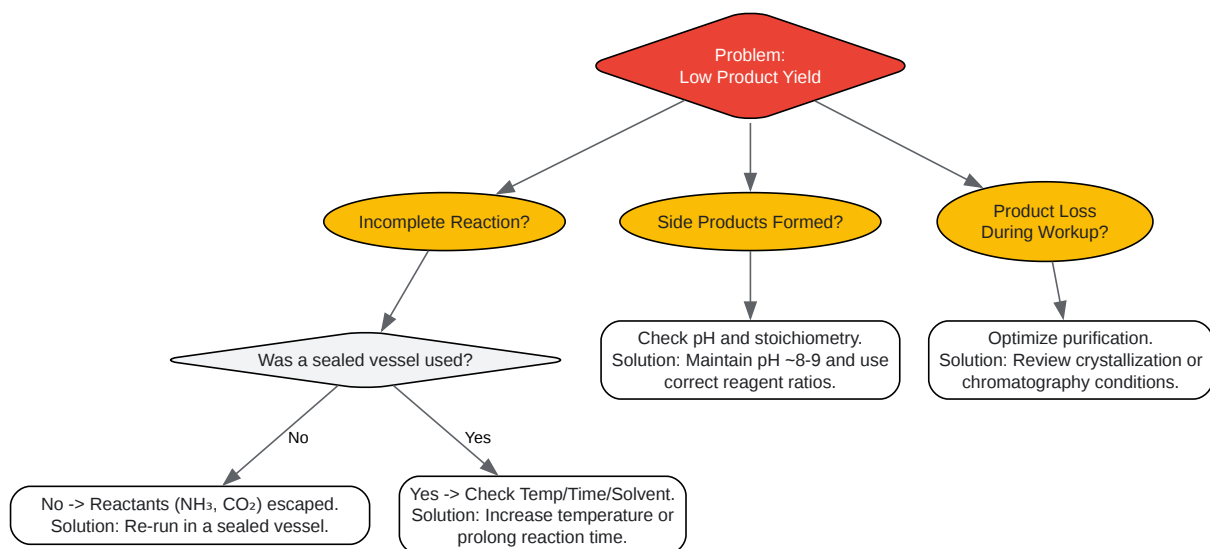 Problem:
Low Product Yield
Incomplete Reaction?
Side Products Formed?
Product Loss
During Workup?
Was a sealed vessel used?
Check pH and stoichiometry.
Solution: Maintain pH ~8-9 and use
correct reagent ratios.
Optimize purification.
Solution: Review crystallization or
chromatography conditions.
No
Yes
No -> Reactants (NH₃, CO₂) escaped.
Solution: Re-run in a sealed vessel.
Yes -> Check Temp/Time/Solvent.
Solution: Increase temperature or
prolong reaction time.